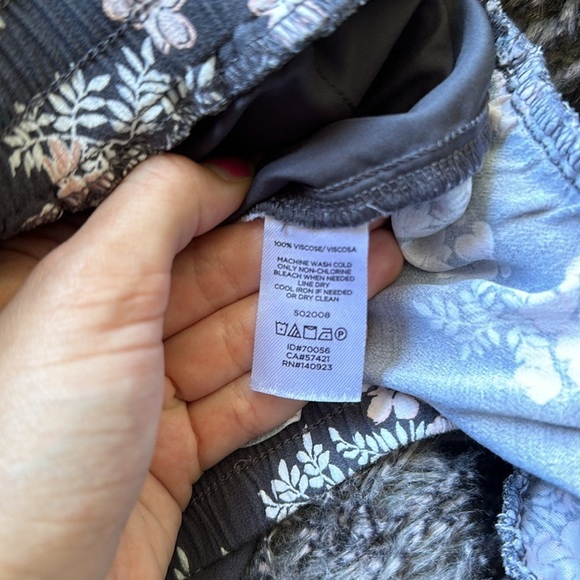 100% VISCOSE/ VISCOSA
MACHINE WASH COLD
ONLY NON-CHLORINE
BLEACH WHEN NEEDED
LINE DRY
COOL IRON IF NEEDED
OR DRY CLEAN
S02008
P
ID#70056
CA#57421
RN#140923